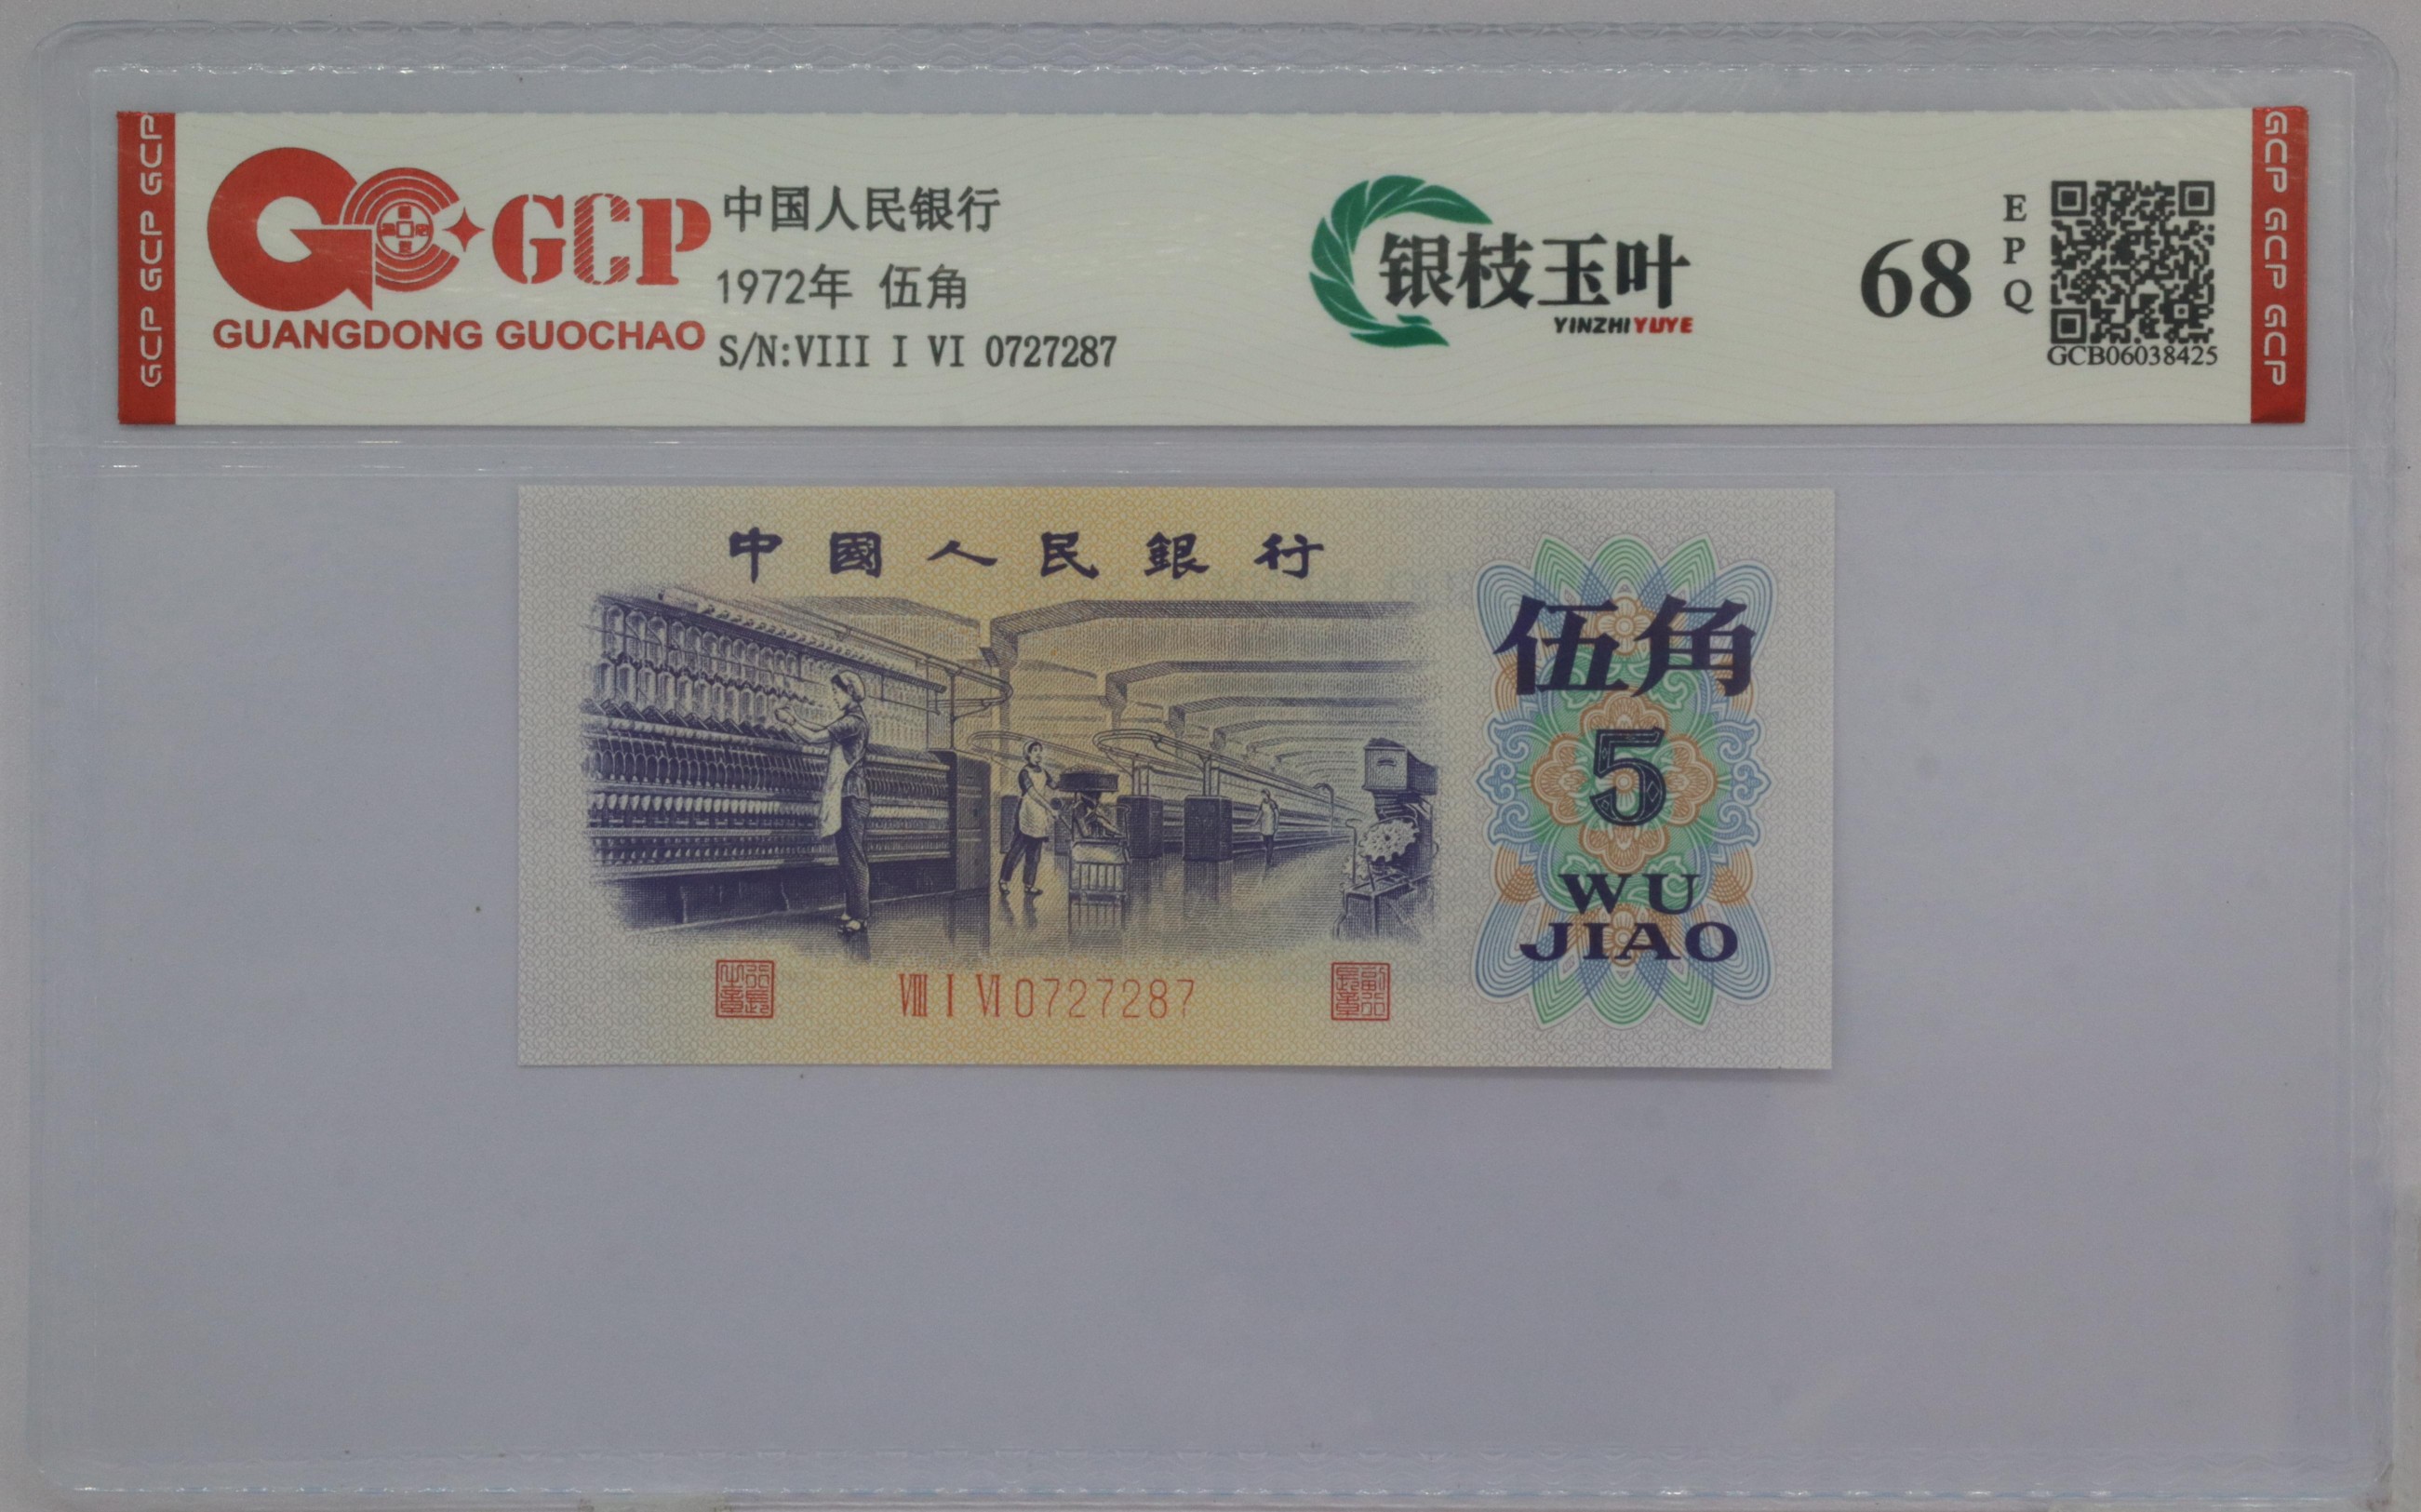 GCP GCP GCP
GCP
GUANGDONG GUOCHAO
中国人民银行
1972年 伍角
S/N:VIII I VI 0727287
银枝玉叶
YINZHIYUYE
68
EPQ
GCB06038425
GCP GCP GCP
中國人民銀行
伍角
5
WU
JIAO
VIII I VI 0727287